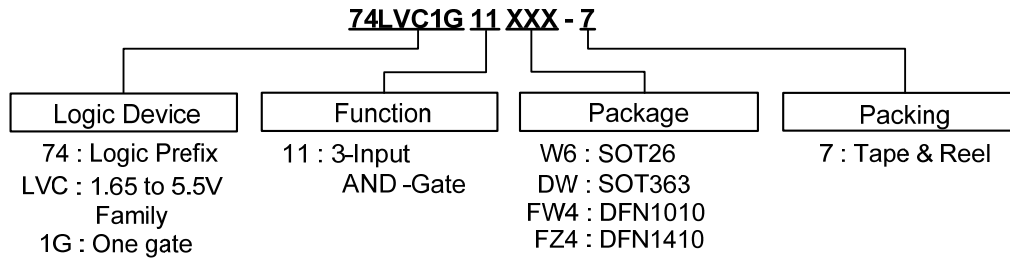 74LVC1G 11 XXX - 7
Logic Device
74 : Logic Prefix
LVC : 1.65 to 5.5V
Family
1G : One gate
Function
11 : 3-Input
AND -Gate
Package
W6 : SOT26
DW : SOT363
FW4 : DFN1010
FZ4 : DFN1410
Packing
7 : Tape & Reel